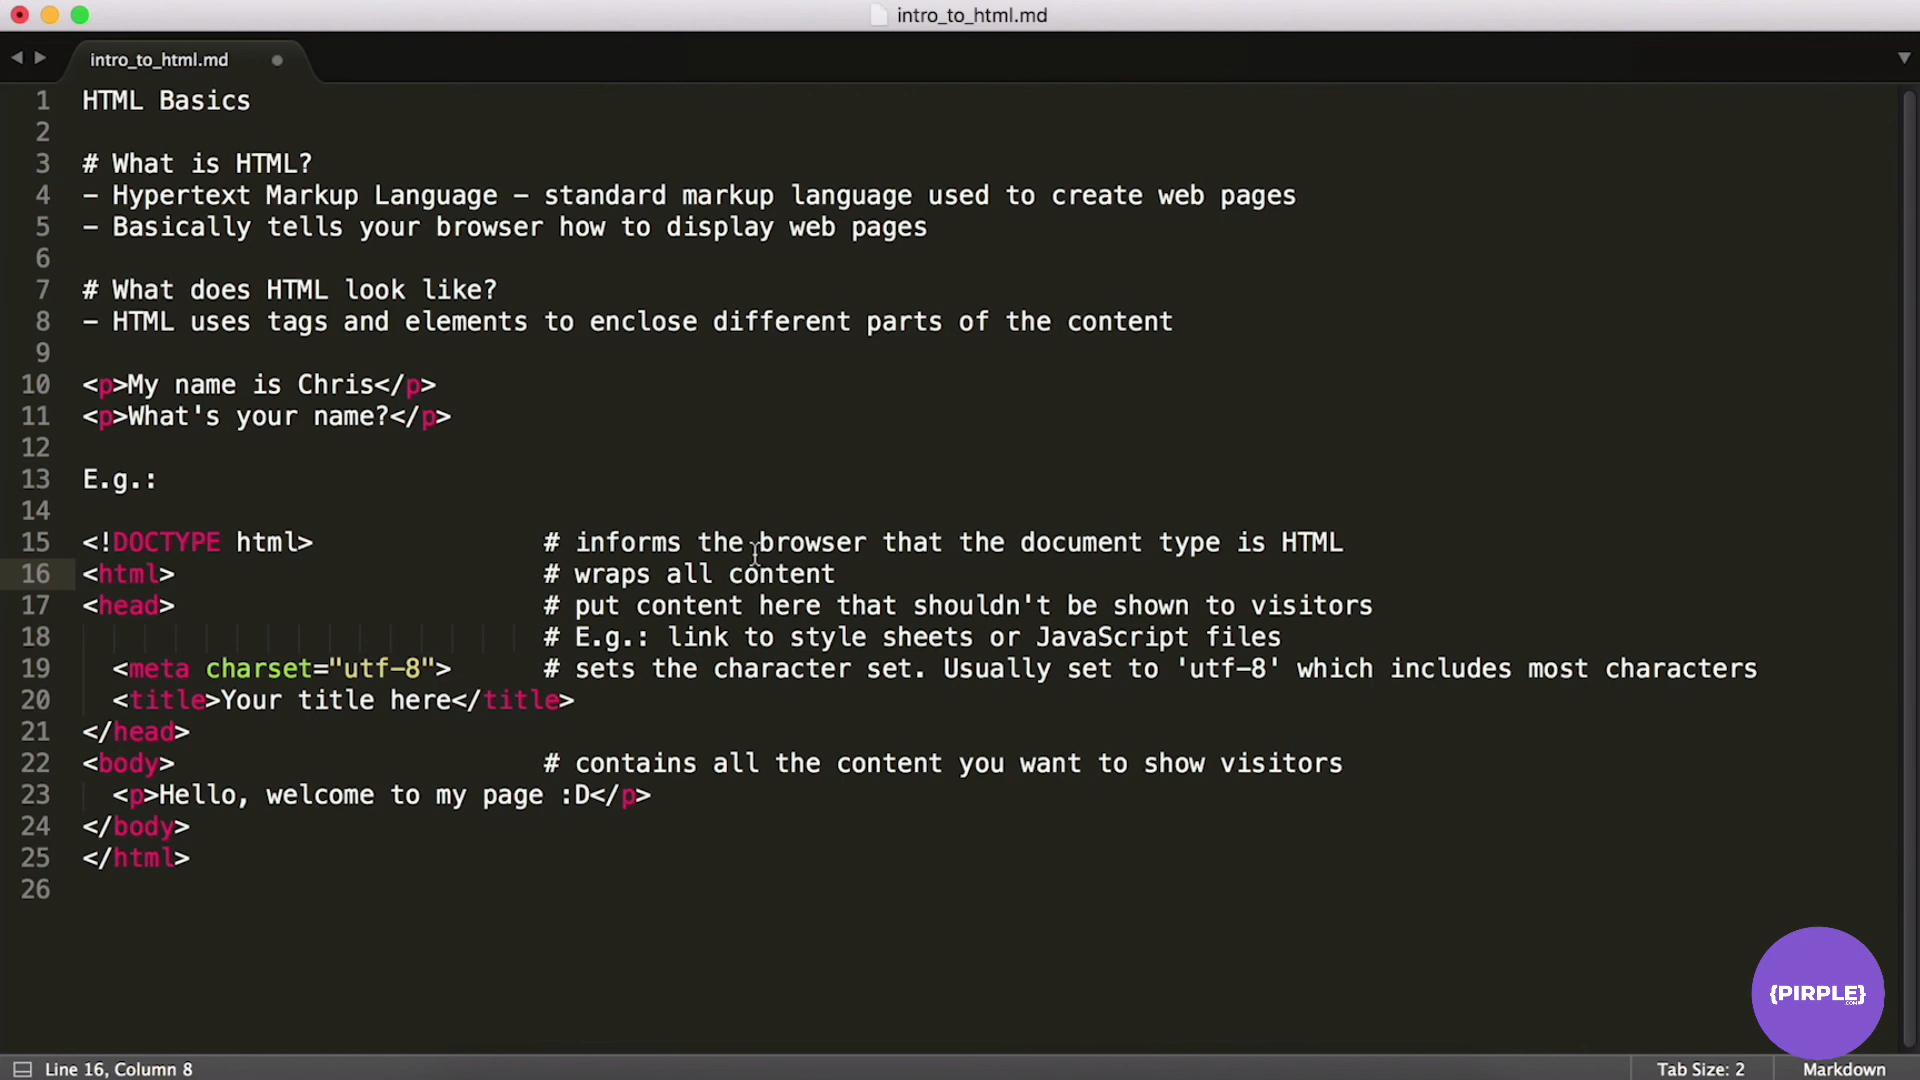 intro_to_html.md
intro_to_html.md
1 HTML Basics
2
3 # What is HTML?
4 - Hypertext Markup Language - standard markup language used to create web pages
5 - Basically tells your browser how to display web pages
6
7 # What does HTML look like?
8 - HTML uses tags and elements to enclose different parts of the content
9
10 <p>My name is Chris</p>
11 <p>What's your name?</p>
12
13 E.g.:
14
15 <!DOCTYPE html> # informs the browser that the document type is HTML
16 <html> # wraps all content
17 <head> # put content here that shouldn't be shown to visitors
18 # E.g.: link to style sheets or JavaScript files
19 <meta charset="utf-8"> # sets the character set. Usually set to 'utf-8' which includes most characters
20 <title>Your title here</title>
21 </head>
22 <body> # contains all the content you want to show visitors
23 <p>Hello, welcome to my page :D</p>
24 </body>
25 </html>
26
{PIRPLE}
.COM
Line 16, Column 8 Tab Size: 2 Markdown